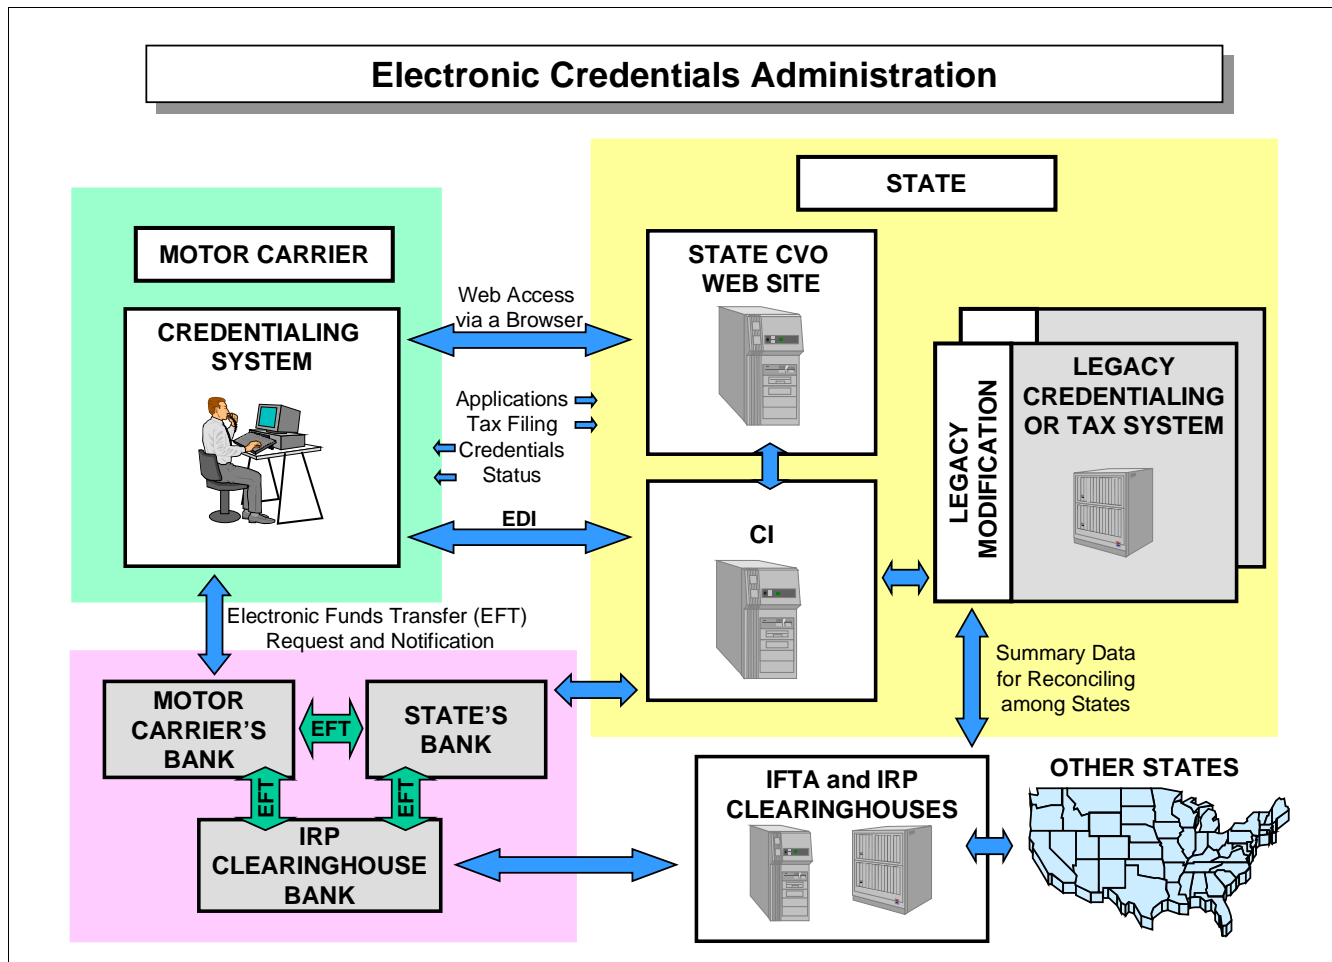 Electronic Credentials Administration
STATE
MOTOR CARRIER
STATE CVO
WEB SITE
CREDENTIALING
SYSTEM
Web Access
via a Browser
LEGACY
MODIFICATION
LEGACY
CREDENTIALING
OR TAX SYSTEM
Applications
Tax Filing
Credentials
Status
EDI
CI
Electronic Funds Transfer (EFT)
Request and Notification
Summary Data
for Reconciling
among States
MOTOR
CARRIER’S
BANK
EFT
STATE’S
BANK
EFT
EFT
IRP
CLEARINGHOUSE
BANK
IFTA and IRP
CLEARINGHOUSES
OTHER STATES